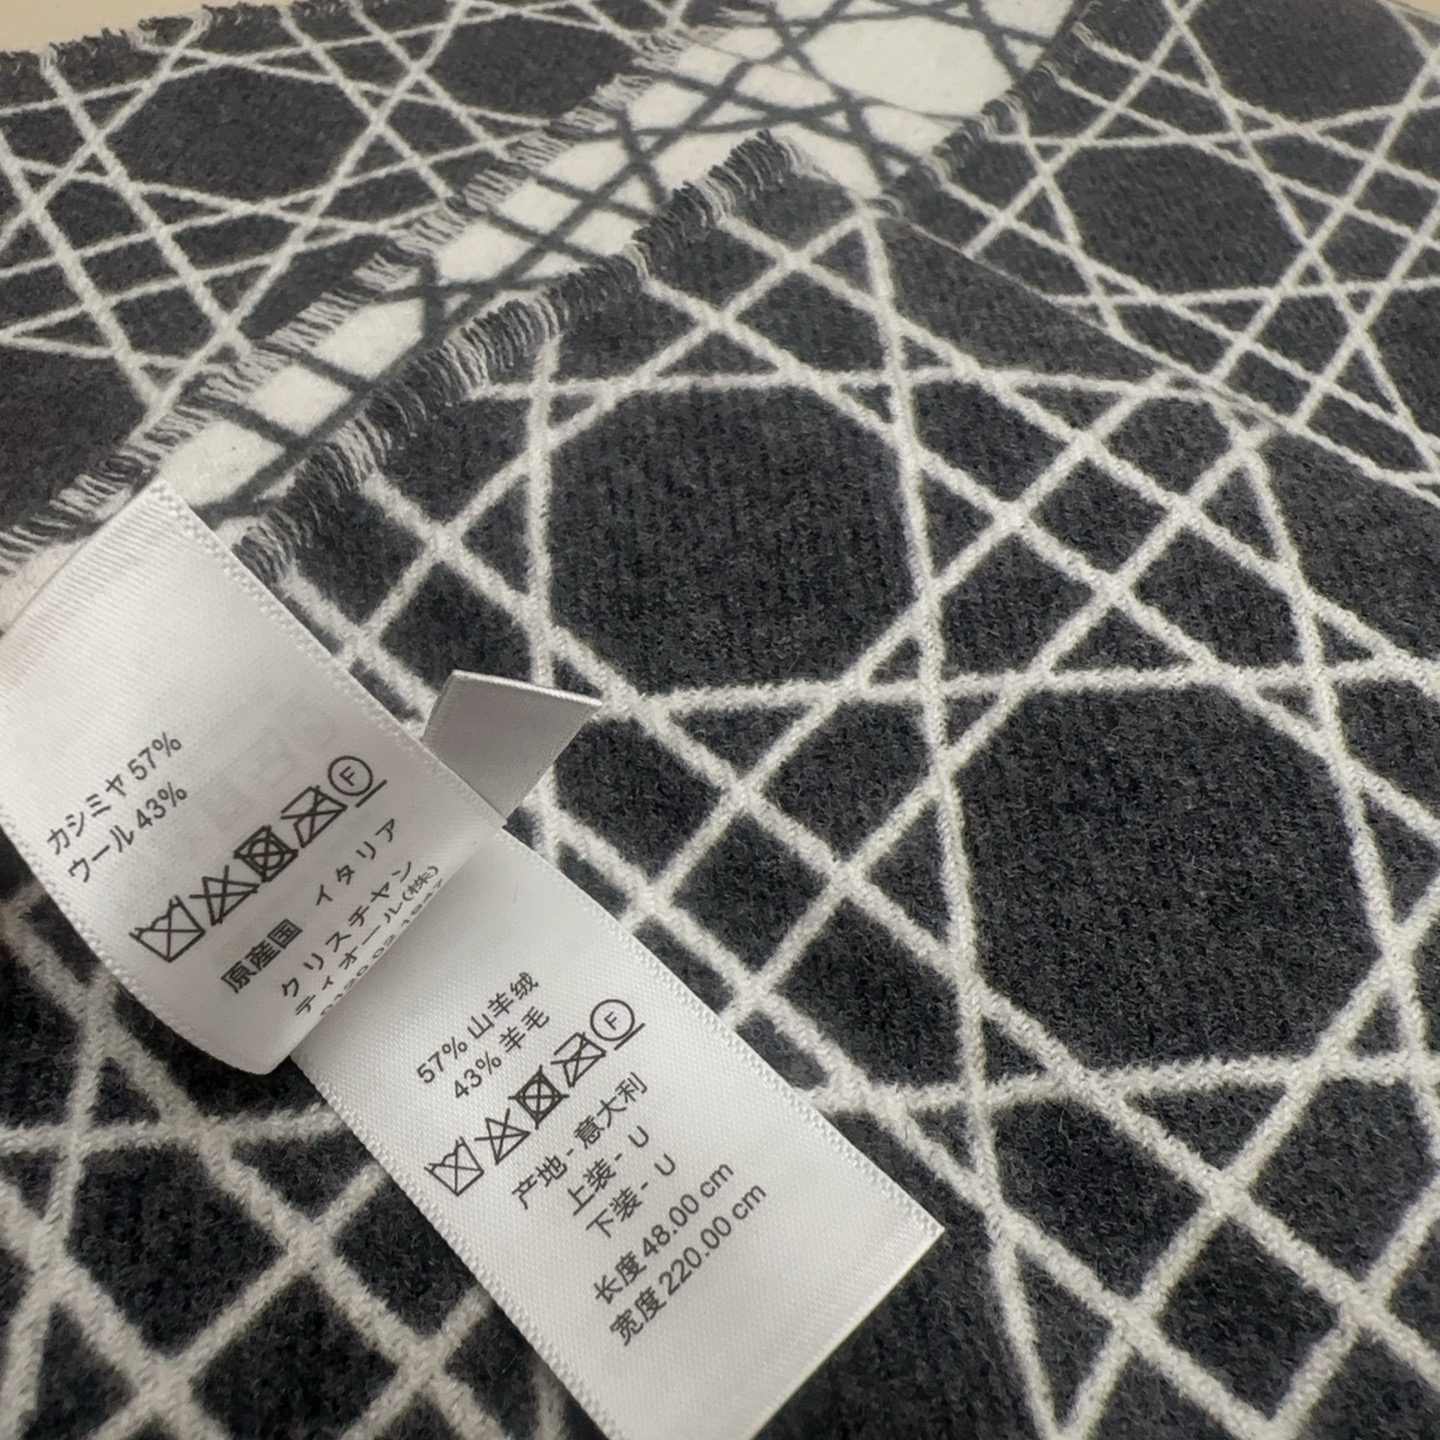 カシミヤ 57%
ウール 43%
F
原産国 イタリア
クリスチャン
ディオール(株)
57% 山羊绒
43% 羊毛
F
产地 - 意大利
上装 - U
下装 - U
长度 48.00 cm
宽度 220.00 cm